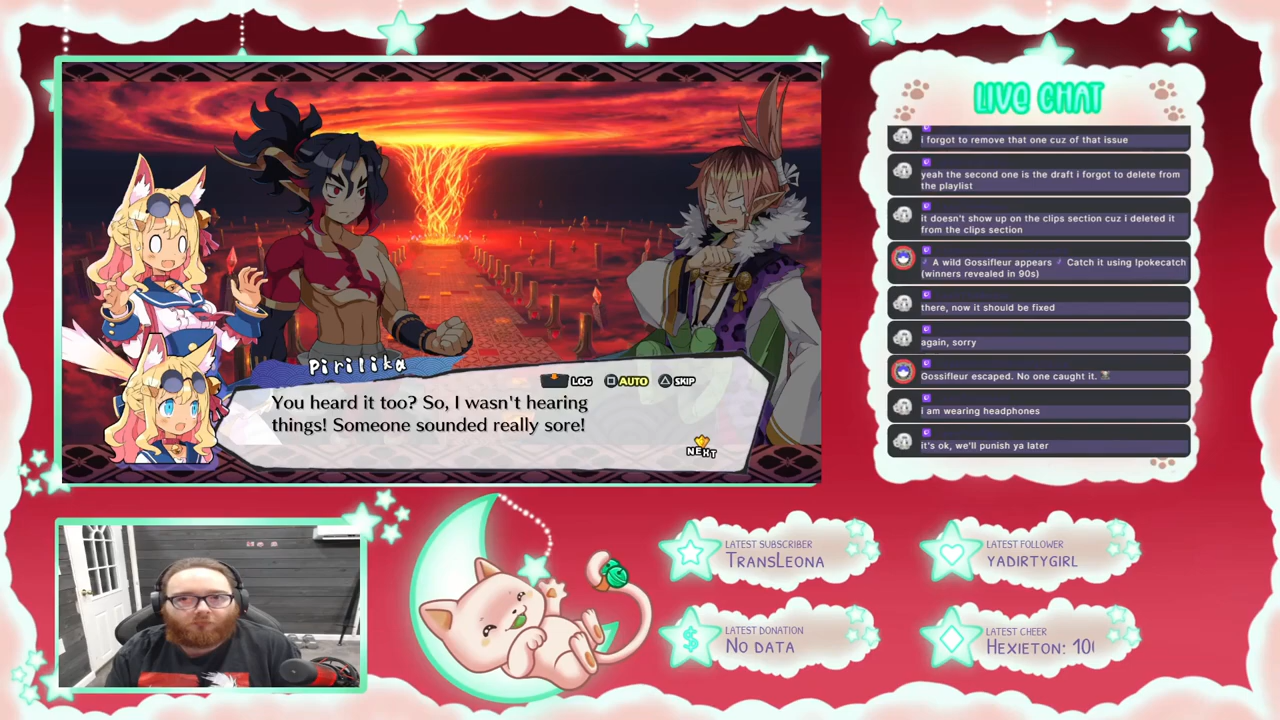 LIVE CHAT
i forgot to remove that one cuz of that issue
yeah the second one is the draft i forgot to delete from
the playlist
it doesn't show up on the clips section cuz i deleted it
from the clips section
A wild Gossifleur appears
Catch it using !pokecatch
(winners revealed in 90s)
there, now it should be fixed
again, sorry
Gossifleur escaped. No one caught it.
i am wearing headphones
it's ok, we'll punish ya later
Pirilika
LOG
AUTO
SKIP
You heard it too? So, I wasn't hearing
things! Someone sounded really sore!
NEXT
LATEST SUBSCRIBER
TransLeona
LATEST FOLLOWER
yadirtygirl
LATEST DONATION
No data
LATEST CHEER
Hexieton: 10